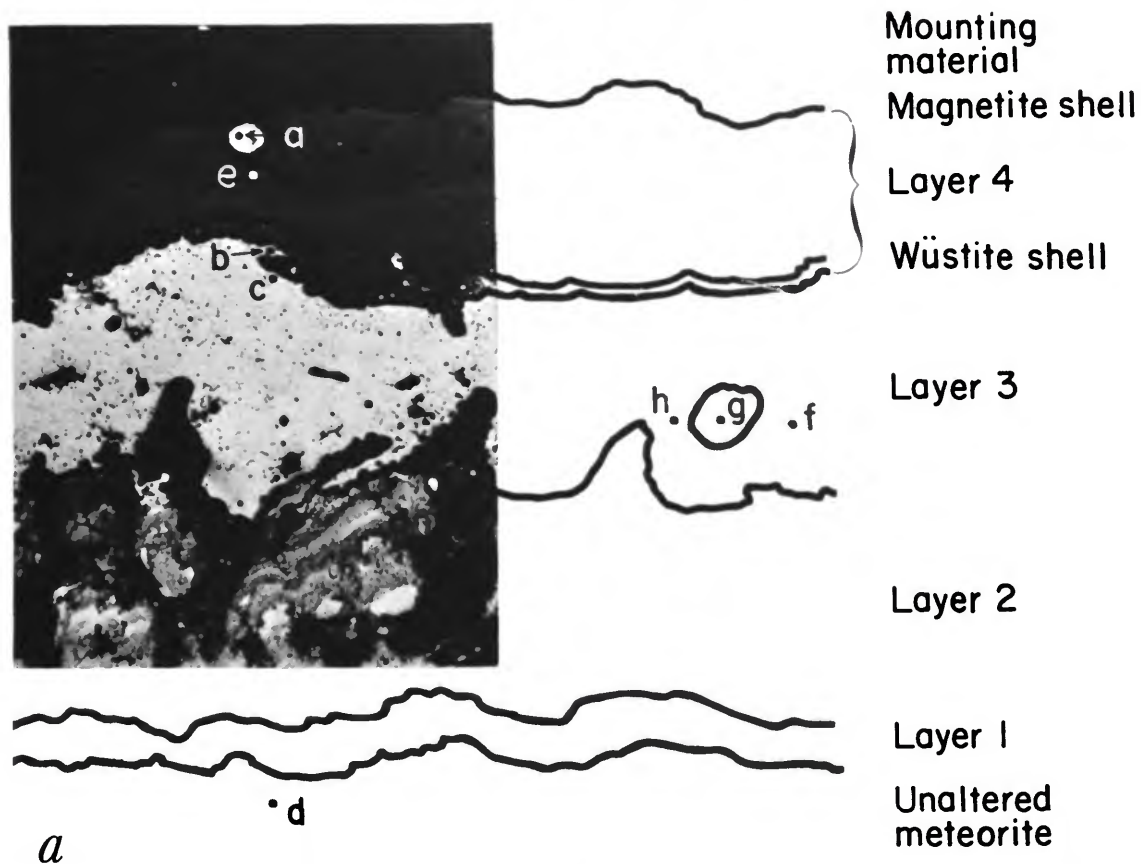 Mounting
material
Magnetite shell
a
e
Layer 4
b
Wüstite shell
c
Layer 3
h
g
f
Layer 2
Layer 1
d
Unaltered
meteorite
a